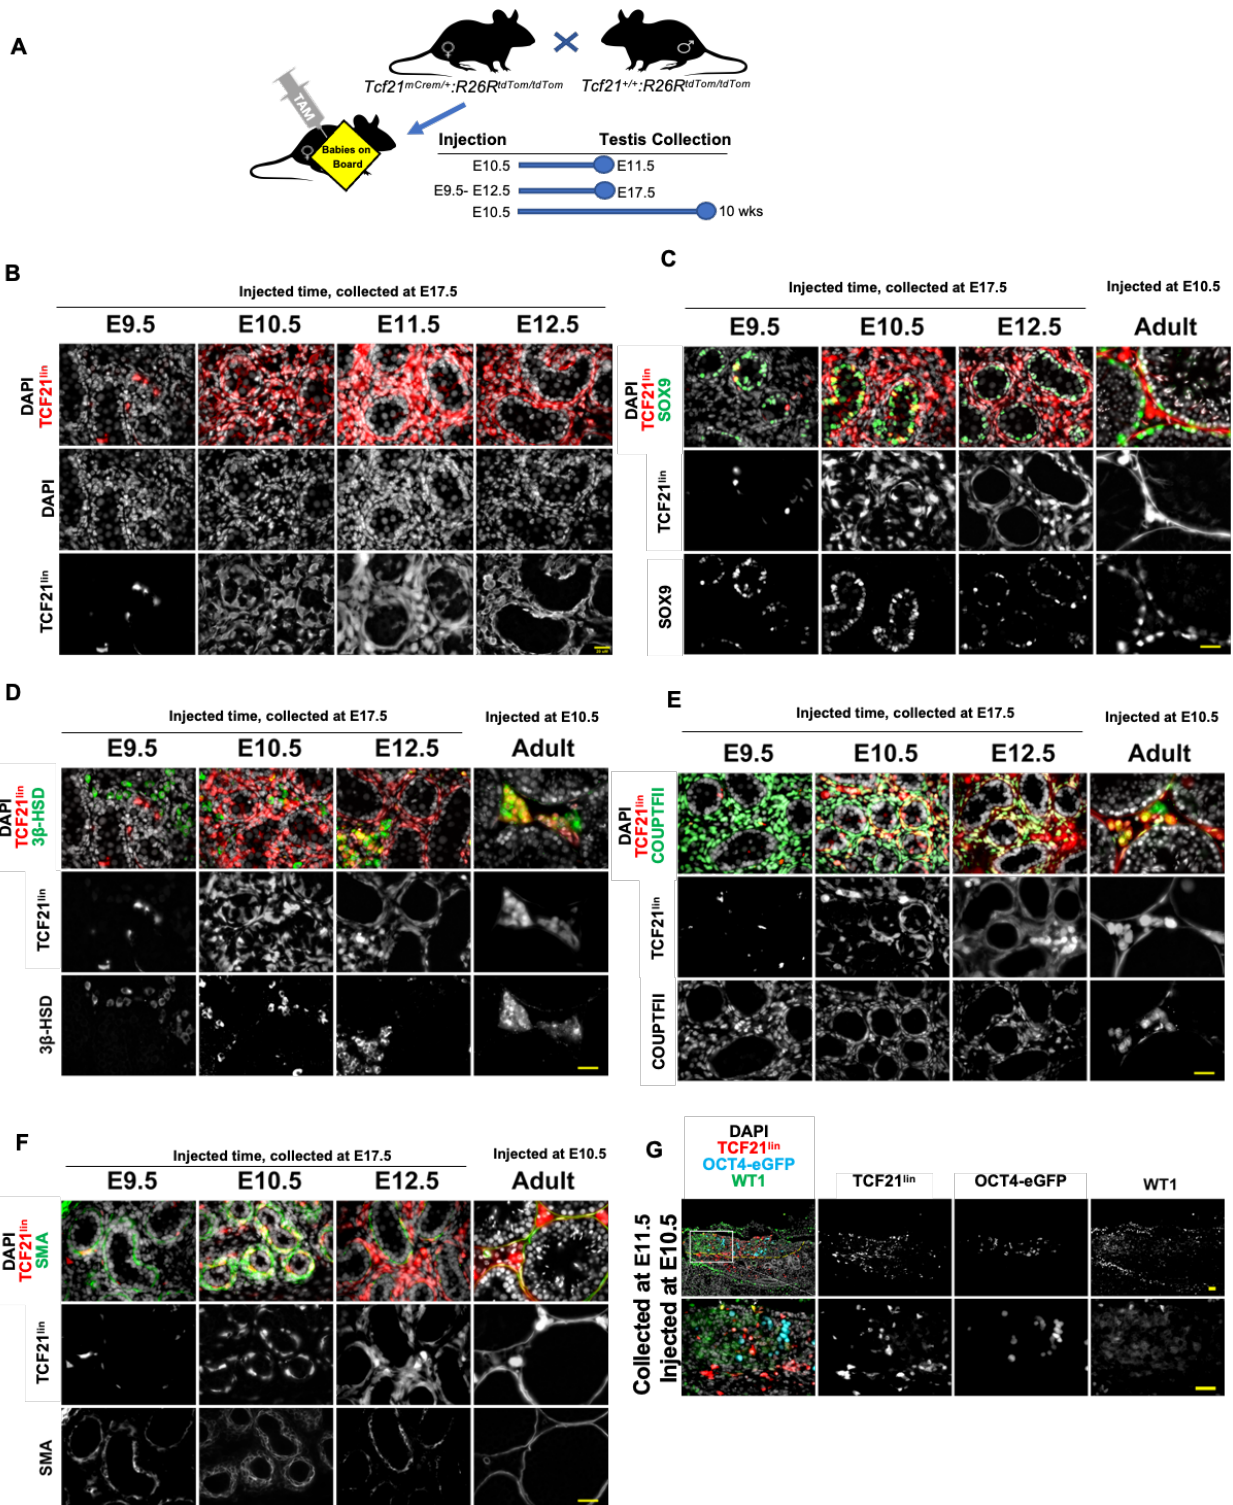 A
♀
♂
Tcf21mCrem/+:R26RtdTom/tdTom
Tcf21+/+:R26RtdTom/tdTom
TAM
♀
Babies on
Board
Injection Testis Collection
E10.5 E11.5
E9.5- E12.5 E17.5
E10.5 10 wks
B
Injected time, collected at E17.5
E9.5 E10.5 E11.5 E12.5
DAPI
TCF21lin
DAPI
TCF21lin
C
Injected time, collected at E17.5
Injected at E10.5
E9.5 E10.5 E12.5 Adult
DAPI
TCF21lin
SOX9
TCF21lin
SOX9
D
Injected time, collected at E17.5
Injected at E10.5
E9.5 E10.5 E12.5 Adult
DAPI
TCF21lin
3β-HSD
TCF21lin
3β-HSD
E
Injected time, collected at E17.5
Injected at E10.5
E9.5 E10.5 E12.5 Adult
DAPI
TCF21lin
COUPTFII
TCF21lin
COUPTFII
F
Injected time, collected at E17.5
Injected at E10.5
E9.5 E10.5 E12.5 Adult
DAPI
TCF21lin
SMA
TCF21lin
SMA
G
DAPI
TCF21lin
OCT4-eGFP
WT1
TCF21lin
OCT4-eGFP
WT1
Collected at E11.5
Injected at E10.5